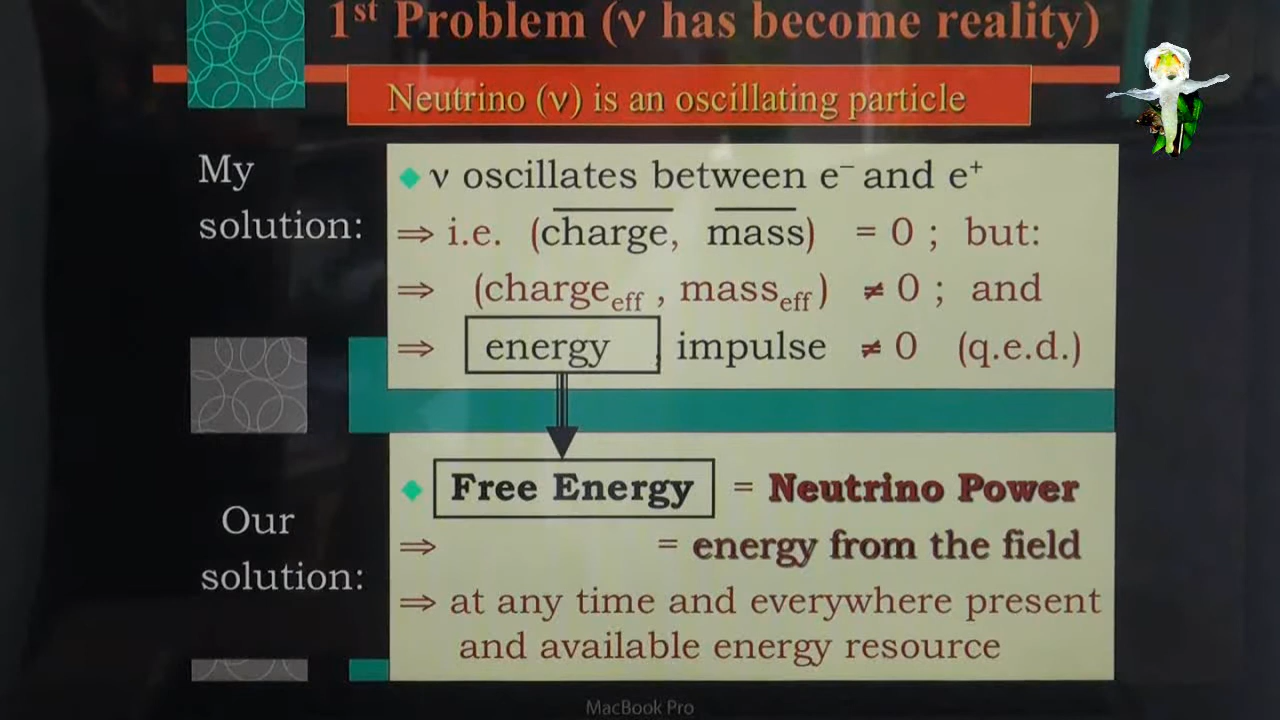 1st Problem (ν has become reality)
Neutrino (ν) is an oscillating particle
My
solution:
ν oscillates between e⁻ and e⁺
⇒ i.e. (charge, mass) = 0 ; but:
⇒ (charge_eff , mass_eff) ≠ 0 ; and
⇒ energy , impulse ≠ 0 (q.e.d.)
Our
solution:
Free Energy = Neutrino Power
⇒ = energy from the field
⇒ at any time and everywhere present
and available energy resource
MacBook Pro